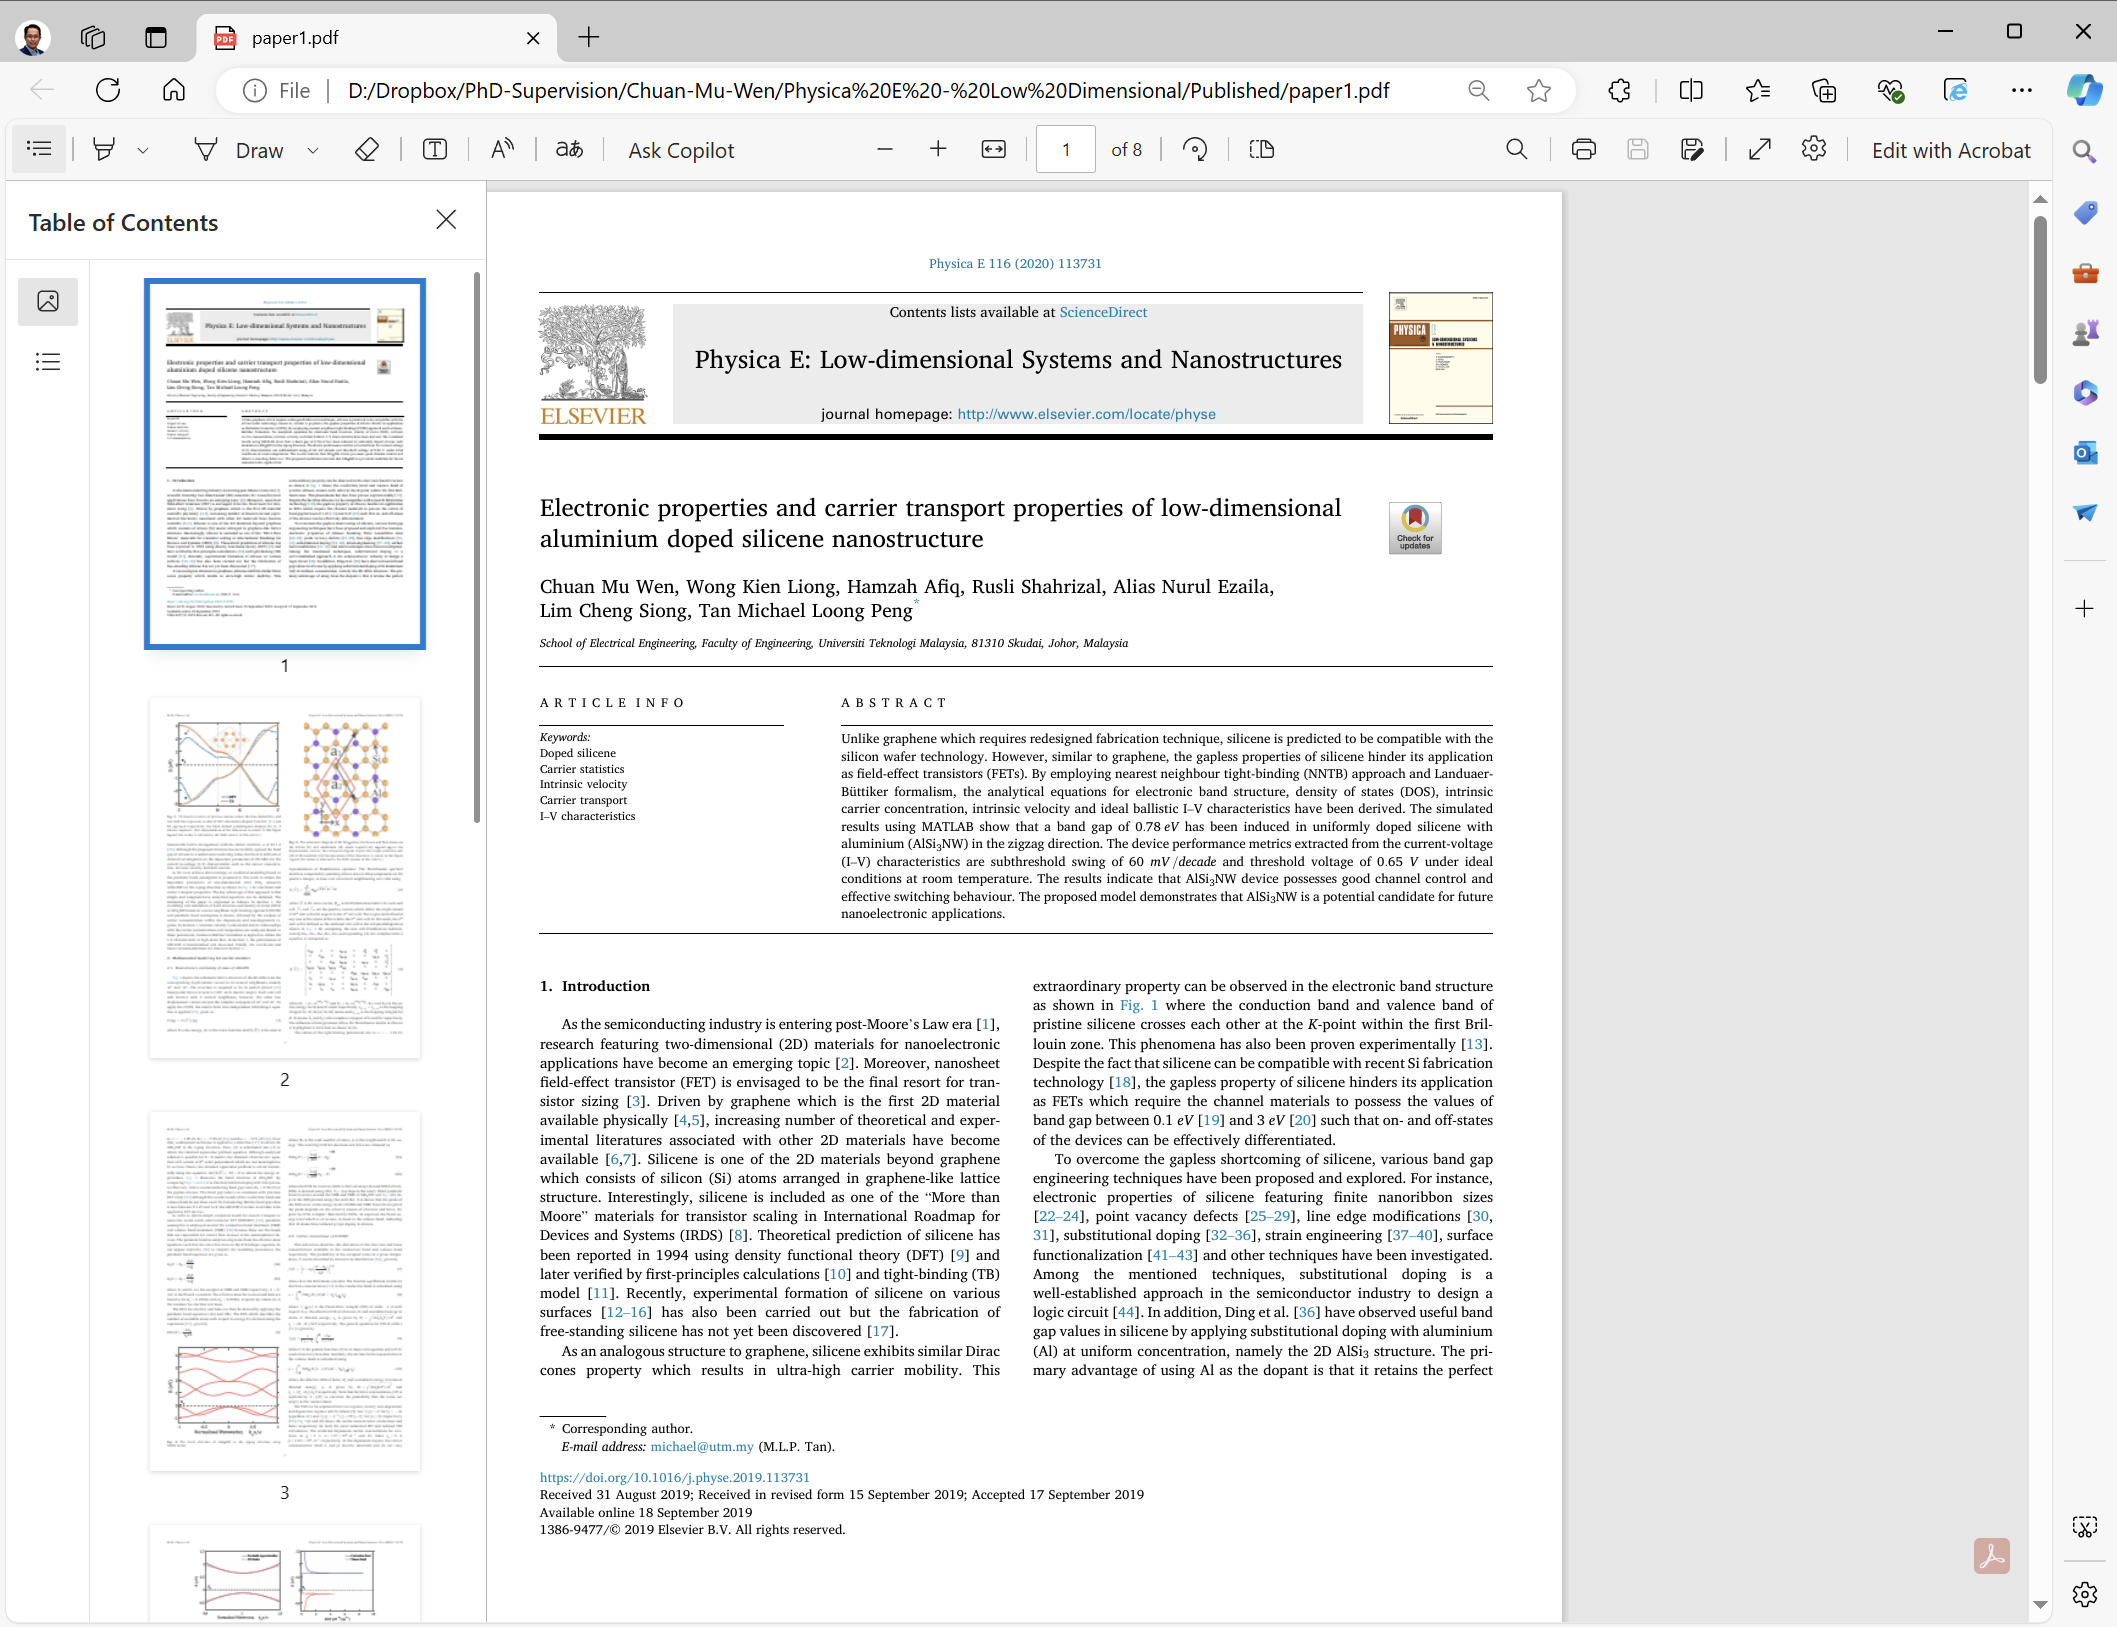 paper1.pdf
File
D:/Dropbox/PhD-Supervision/Chuan-Mu-Wen/Physica%20E%20-%20Low%20Dimensional/Published/paper1.pdf
Draw
Ask Copilot
1 of 8
Edit with Acrobat
Table of Contents
1
2
3
Physica E 116 (2020) 113731
Contents lists available at ScienceDirect
Physica E: Low-dimensional Systems and Nanostructures
journal homepage: http://www.elsevier.com/locate/physe
ELSEVIER
PHYSICA
Electronic properties and carrier transport properties of low-dimensional
aluminium doped silicene nanostructure
Check for
updates
Chuan Mu Wen, Wong Kien Liong, Hamzah Afiq, Rusli Shahrizal, Alias Nurul Ezaila,
Lim Cheng Siong, Tan Michael Loong Peng*
School of Electrical Engineering, Faculty of Engineering, Universiti Teknologi Malaysia, 81310 Skudai, Johor, Malaysia
ARTICLE INFO
Keywords:
Doped silicene
Carrier statistics
Intrinsic velocity
Carrier transport
I–V characteristics
ABSTRACT
Unlike graphene which requires redesigned fabrication technique, silicene is predicted to be compatible with the
silicon wafer technology. However, similar to graphene, the gapless properties of silicene hinder its application
as field-effect transistors (FETs). By employing nearest neighbour tight-binding (NNTB) approach and Landuaer-
Büttiker formalism, the analytical equations for electronic band structure, density of states (DOS), intrinsic
carrier concentration, intrinsic velocity and ideal ballistic I–V characteristics have been derived. The simulated
results using MATLAB show that a band gap of 0.78 eV has been induced in uniformly doped silicene with
aluminium (AlSi₃NW) in the zigzag direction. The device performance metrics extracted from the current-voltage
(I–V) characteristics are subthreshold swing of 60 mV/decade and threshold voltage of 0.65 V under ideal
conditions at room temperature. The results indicate that AlSi₃NW device possesses good channel control and
effective switching behaviour. The proposed model demonstrates that AlSi₃NW is a potential candidate for future
nanoelectronic applications.
1. Introduction
As the semiconducting industry is entering post-Moore’s Law era [1],
research featuring two-dimensional (2D) materials for nanoelectronic
applications have become an emerging topic [2]. Moreover, nanosheet
field-effect transistor (FET) is envisaged to be the final resort for tran-
sistor sizing [3]. Driven by graphene which is the first 2D material
available physically [4,5], increasing number of theoretical and exper-
imental literatures associated with other 2D materials have become
available [6,7]. Silicene is one of the 2D materials beyond graphene
which consists of silicon (Si) atoms arranged in graphene-like lattice
structure. Interestingly, silicene is included as one of the “More than
Moore” materials for transistor scaling in International Roadmap for
Devices and Systems (IRDS) [8]. Theoretical prediction of silicene has
been reported in 1994 using density functional theory (DFT) [9] and
later verified by first-principles calculations [10] and tight-binding (TB)
model [11]. Recently, experimental formation of silicene on various
surfaces [12–16] has also been carried out but the fabrication of
free-standing silicene has not yet been discovered [17].
As an analogous structure to graphene, silicene exhibits similar Dirac
cones property which results in ultra-high carrier mobility. This
extraordinary property can be observed in the electronic band structure
as shown in Fig. 1 where the conduction band and valence band of
pristine silicene crosses each other at the K-point within the first Bril-
louin zone. This phenomena has also been proven experimentally [13].
Despite the fact that silicene can be compatible with recent Si fabrication
technology [18], the gapless property of silicene hinders its application
as FETs which require the channel materials to possess the values of
band gap between 0.1 eV [19] and 3 eV [20] such that on- and off-states
of the devices can be effectively differentiated.
To overcome the gapless shortcoming of silicene, various band gap
engineering techniques have been proposed and explored. For instance,
electronic properties of silicene featuring finite nanoribbon sizes
[22–24], point vacancy defects [25–29], line edge modifications [30,
31], substitutional doping [32–36], strain engineering [37–40], surface
functionalization [41–43] and other techniques have been investigated.
Among the mentioned techniques, substitutional doping is a
well-established approach in the semiconductor industry to design a
logic circuit [44]. In addition, Ding et al. [36] have observed useful band
gap values in silicene by applying substitutional doping with aluminium
(Al) at uniform concentration, namely the 2D AlSi₃ structure. The pri-
mary advantage of using Al as the dopant is that it retains the perfect
* Corresponding author.
E-mail address: michael@utm.my (M.L.P. Tan).
https://doi.org/10.1016/j.physe.2019.113731
Received 31 August 2019; Received in revised form 15 September 2019; Accepted 17 September 2019
Available online 18 September 2019
1386-9477/© 2019 Elsevier B.V. All rights reserved.